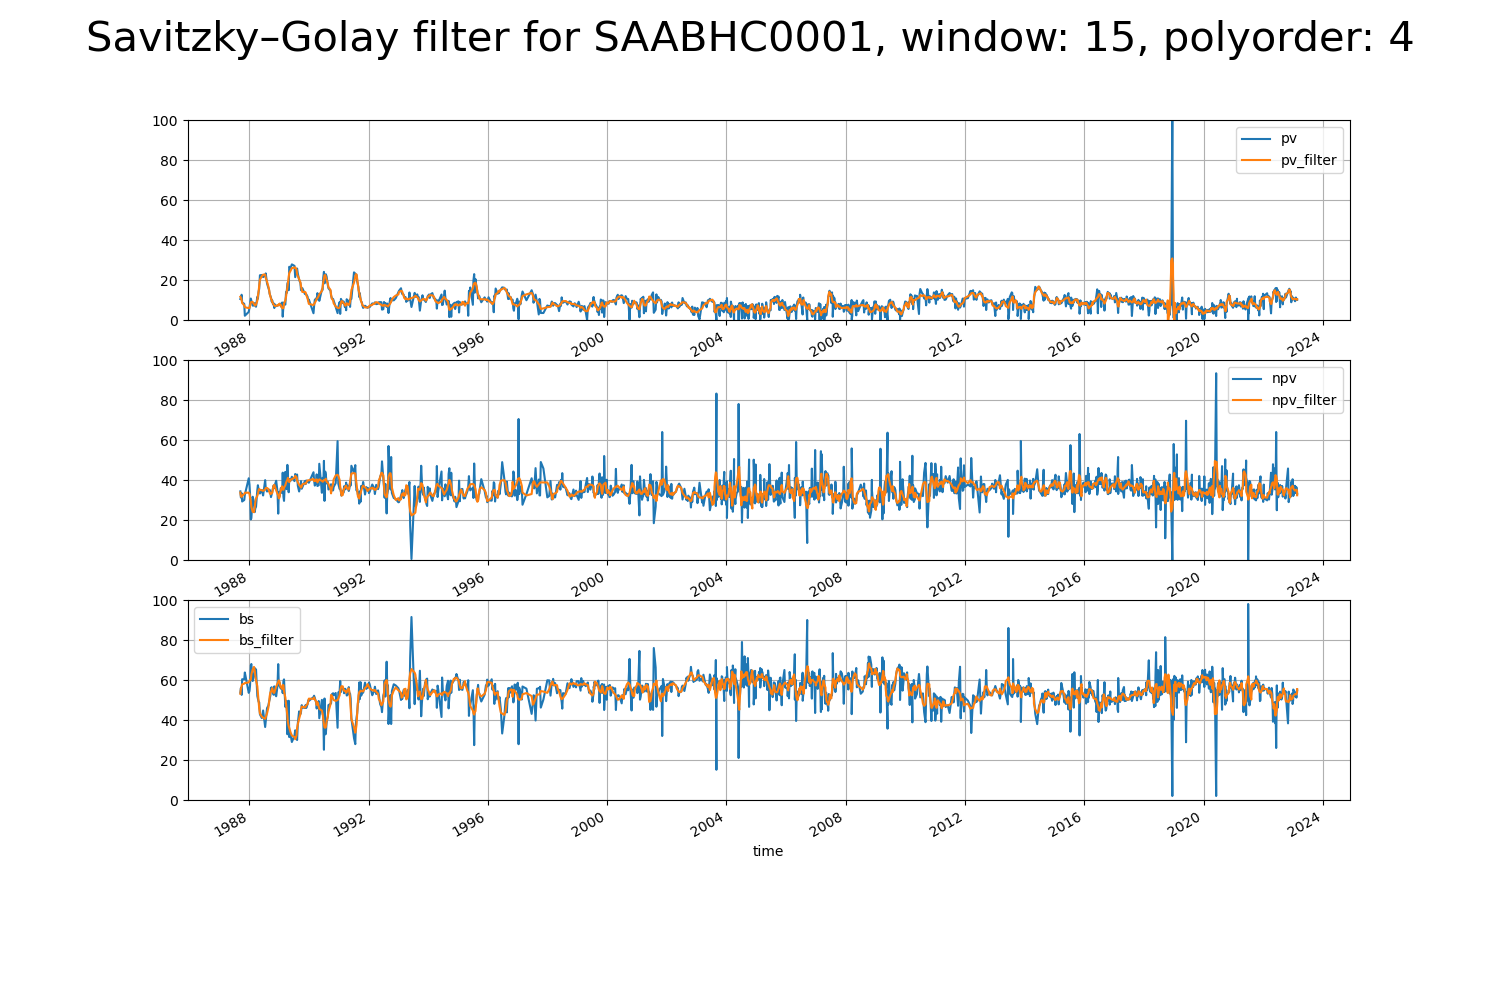 Savitzky–Golay filter for SAABHC0001, window: 15, polyorder: 4
100
80
60
40
20
0
pv
pv_filter
1988 1992 1996 2000 2004 2008 2012 2016 2020 2024
100
80
60
40
20
0
npv
npv_filter
1988 1992 1996 2000 2004 2008 2012 2016 2020 2024
100
80
60
40
20
0
bs
bs_filter
1988 1992 1996 2000 2004 2008 2012 2016 2020 2024
time